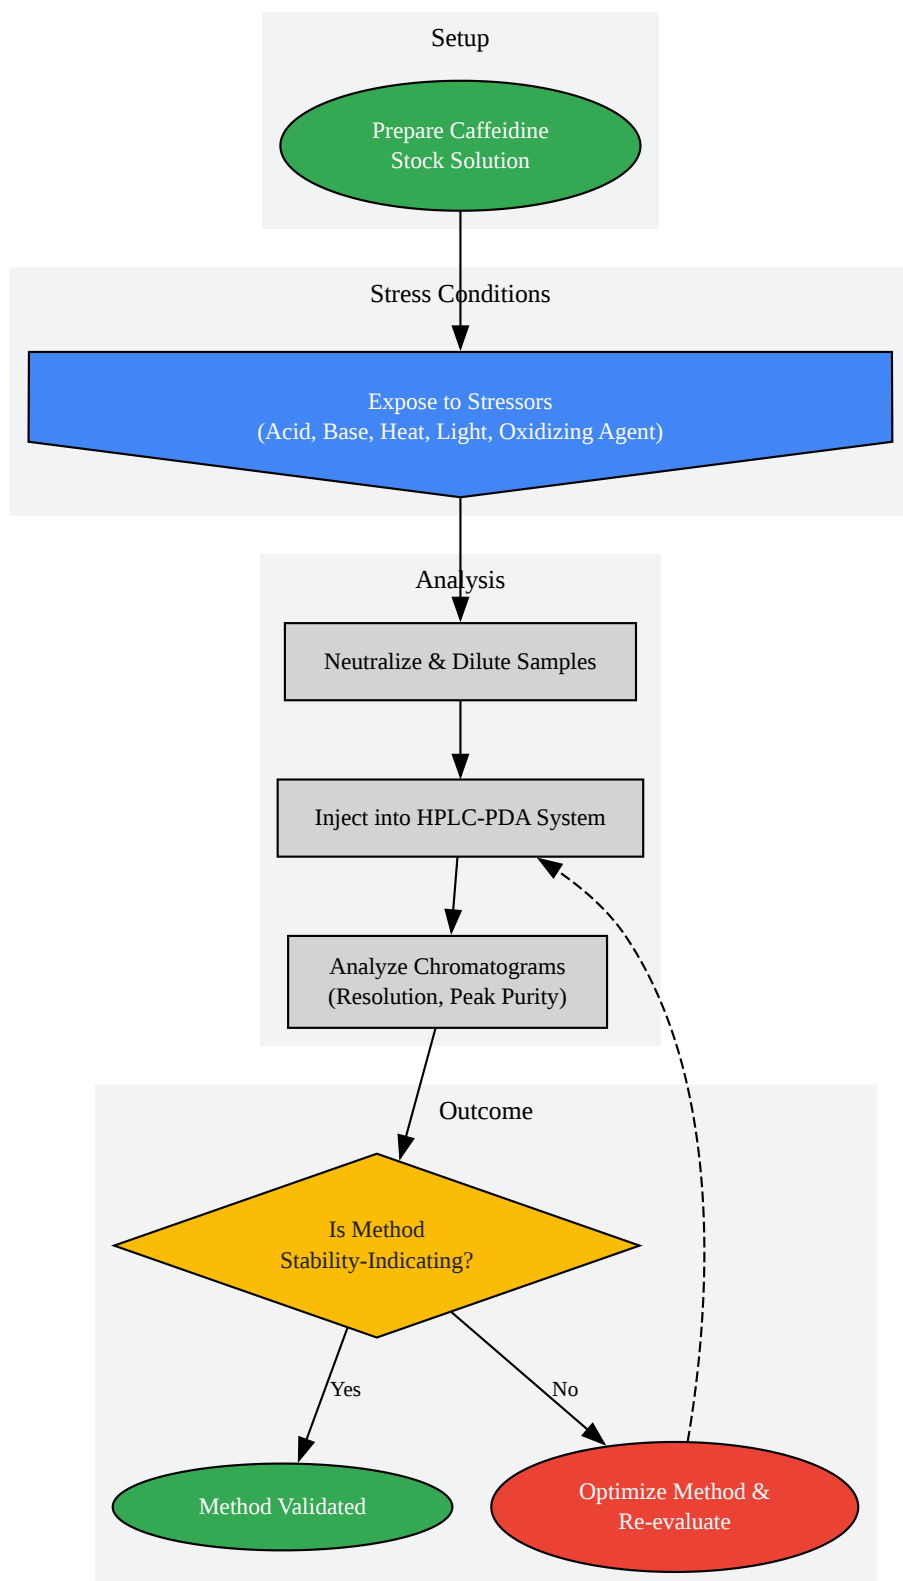 Setup
Prepare Caffeidine
Stock Solution
Stress Conditions
Expose to Stressors
(Acid, Base, Heat, Light, Oxidizing Agent)
Analysis
Neutralize & Dilute Samples
Inject into HPLC-PDA System
Analyze Chromatograms
(Resolution, Peak Purity)
Outcome
Is Method
Stability-Indicating?
Yes
No
Method Validated
Optimize Method &
Re-evaluate